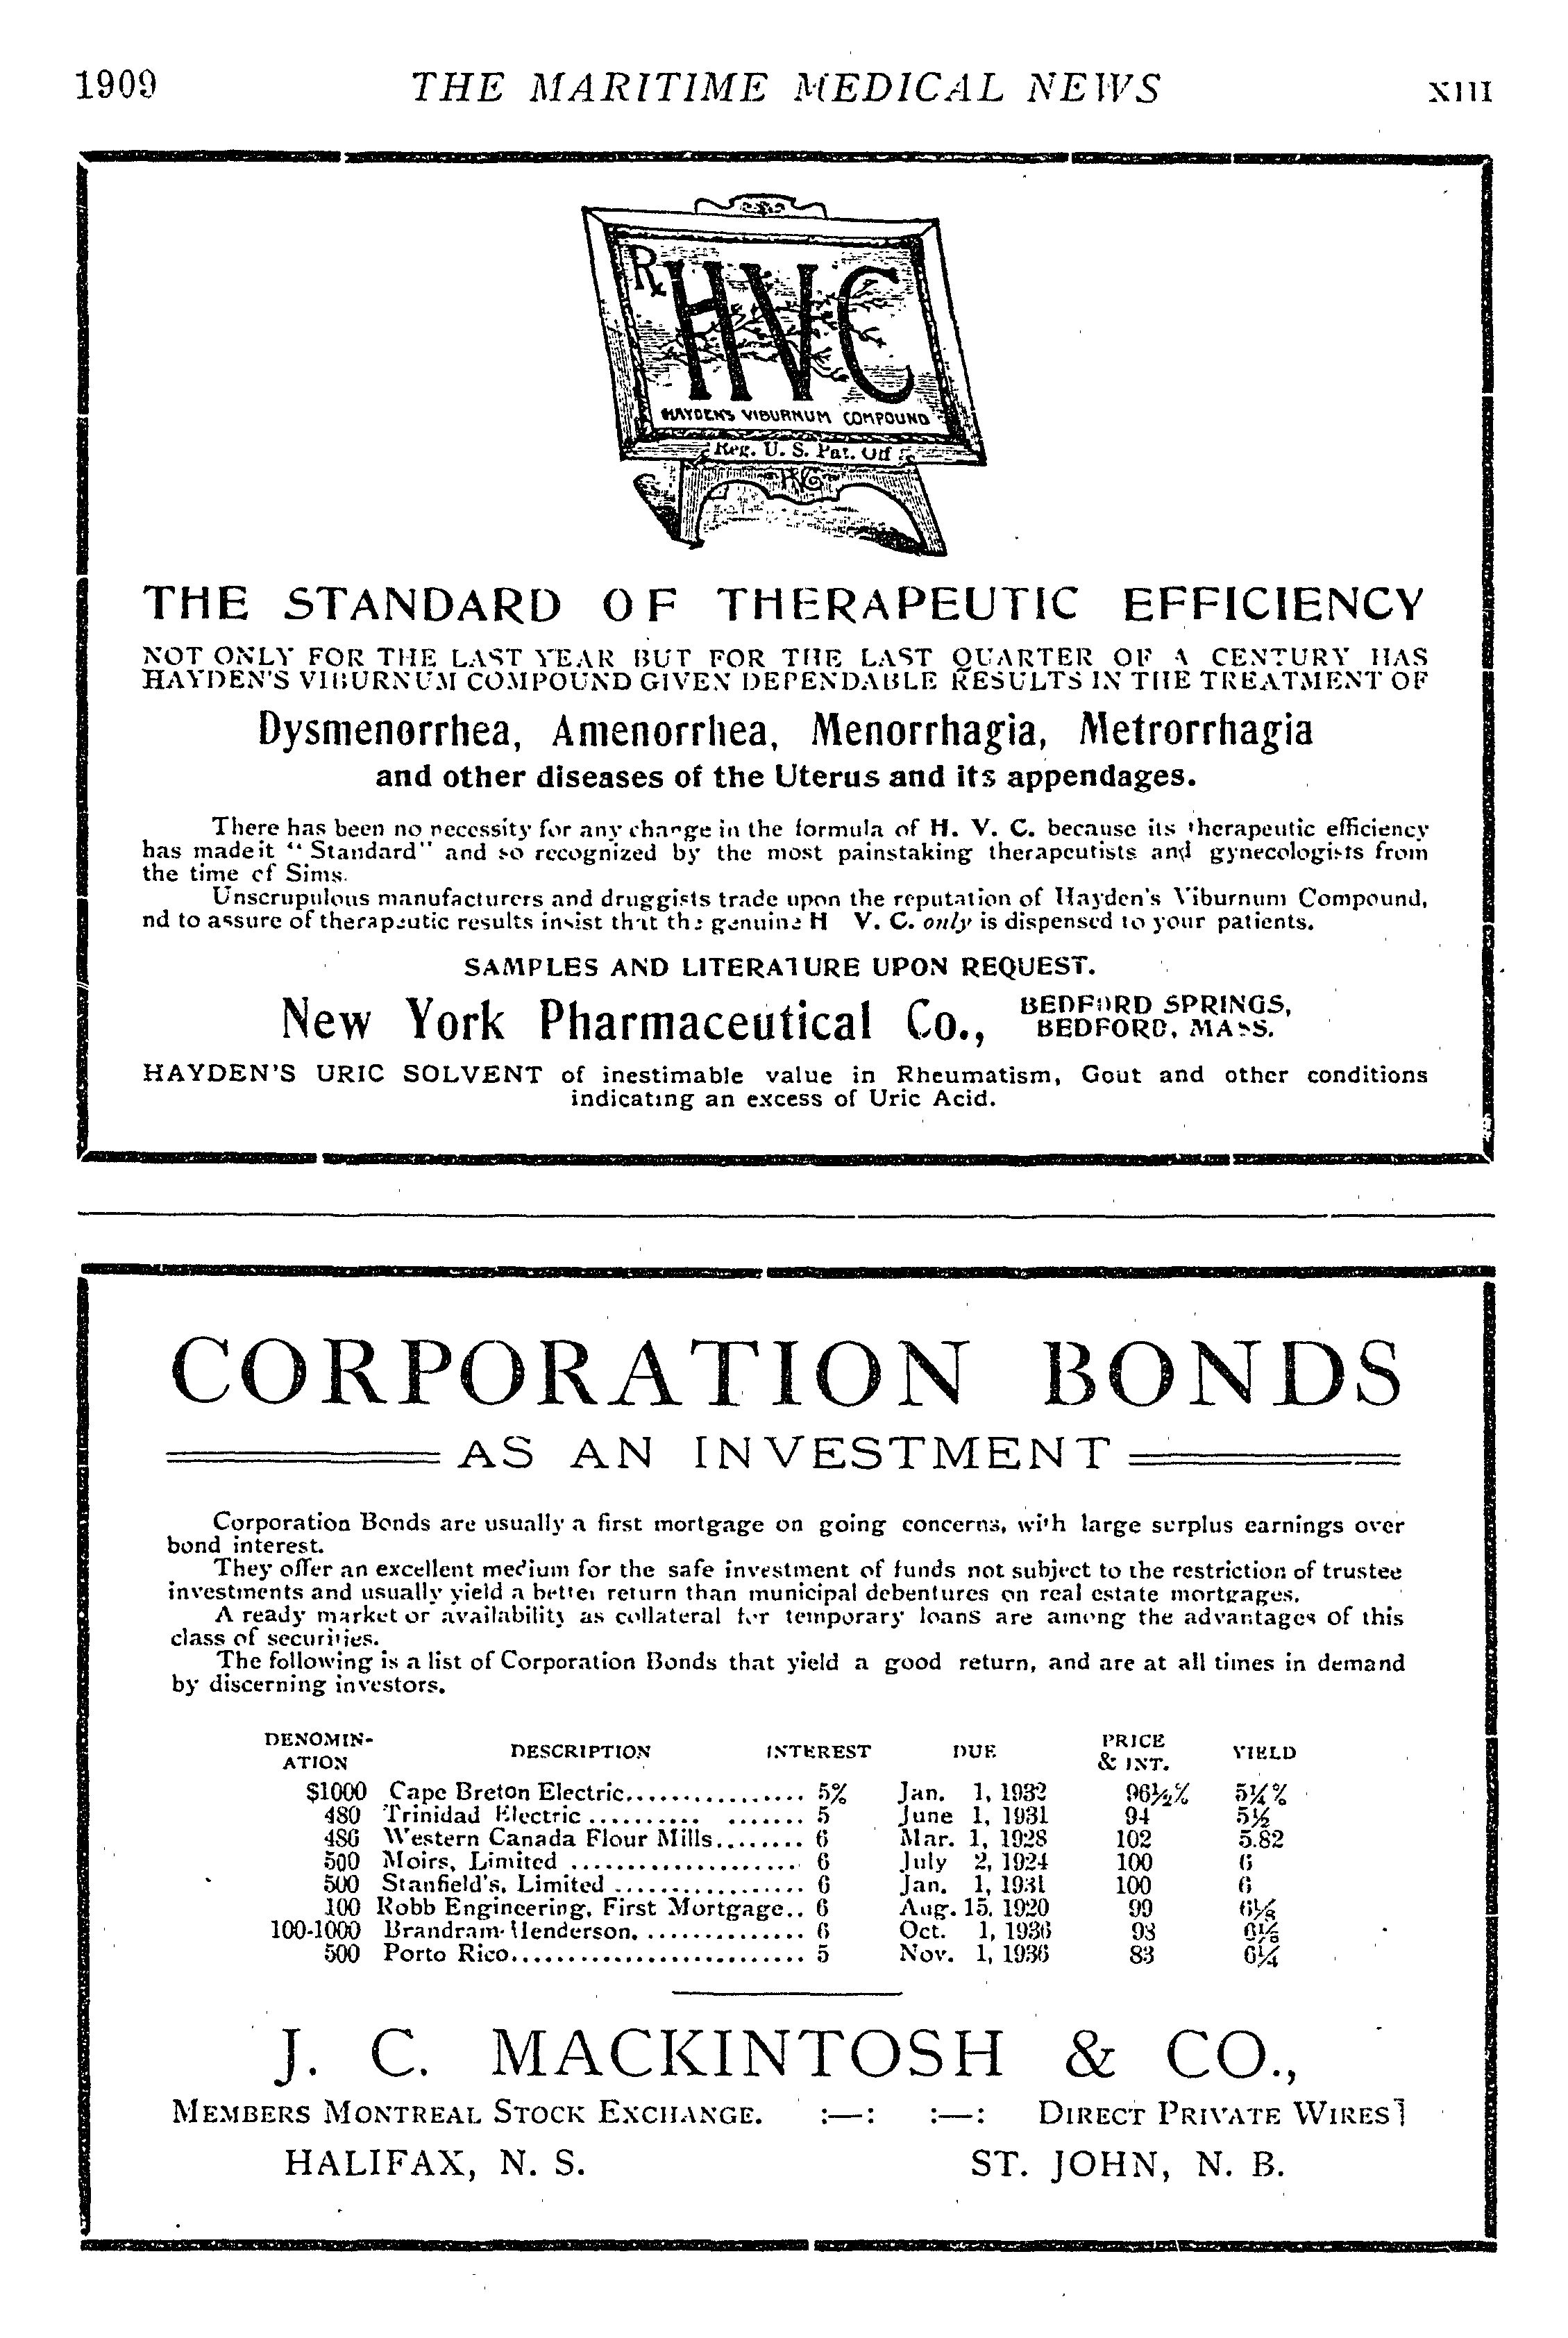 1909 THE MARITIME MEDICAL NEWS XIII
℞ HVC
HAYDEN'S VIBURNUM COMPOUND
Reg. U. S. Pat. Off
HVC
THE STANDARD OF THERAPEUTIC EFFICIENCY
NOT ONLY FOR THE LAST YEAR BUT FOR THE LAST QUARTER OF A CENTURY HAS
HAYDEN'S VIBURNUM COMPOUND GIVEN DEPENDABLE RESULTS IN THE TREATMENT OF
Dysmenorrhea, Amenorrhea, Menorrhagia, Metrorrhagia
and other diseases of the Uterus and its appendages.
There has been no necessity for any change in the formula of H. V. C. because its therapeutic efficiency
has made it "Standard" and so recognized by the most painstaking therapeutists and gynecologists from
the time of Sims.
Unscrupulous manufacturers and druggists trade upon the reputation of Hayden's Viburnum Compound,
nd to assure of therapeutic results insist that the genuine H V. C. only is dispensed to your patients.
SAMPLES AND LITERATURE UPON REQUEST.
New York Pharmaceutical Co., BEDFORD SPRINGS,
BEDFORD, MASS.
HAYDEN'S URIC SOLVENT of inestimable value in Rheumatism, Gout and other conditions
indicating an excess of Uric Acid.
CORPORATION BONDS
AS AN INVESTMENT
Corporation Bonds are usually a first mortgage on going concerns, with large surplus earnings over
bond interest.
They offer an excellent medium for the safe investment of funds not subject to the restriction of trustee
investments and usually yield a better return than municipal debentures on real estate mortgages.
A ready market or availability as collateral for temporary loans are among the advantages of this
class of securities.
The following is a list of Corporation Bonds that yield a good return, and are at all times in demand
by discerning investors.
DENOMIN-
ATION DESCRIPTION INTEREST DUE PRICE
& INT. YIELD
$1000 Cape Breton Electric................ 5% Jan. 1, 1932 96½% 5¼%
480 Trinidad Electric .......... ....... 5 June 1, 1931 94 5½
486 Western Canada Flour Mills........ 6 Mar. 1, 1928 102 5.82
500 Moirs, Limited .................... 6 July 2, 1924 100 6
500 Stanfield's, Limited ................. 6 Jan. 1, 1931 100 6
100 Robb Engineering, First Mortgage.. 6 Aug. 15, 1920 99 6⅛
100-1000 Brandram-Henderson. .............. 6 Oct. 1, 1936 98 6⅛
500 Porto Rico.......................... 5 Nov. 1, 1936 83 6¼
J. C. MACKINTOSH & CO.,
MEMBERS MONTREAL STOCK EXCHANGE. :—: :—: DIRECT PRIVATE WIRES
HALIFAX, N. S. ST. JOHN, N. B.